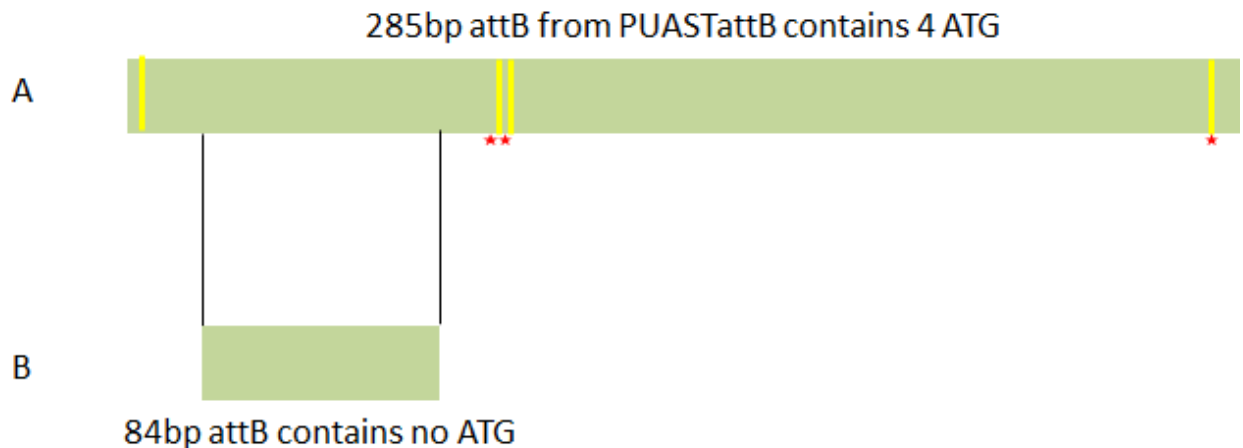 285bp attB from PUASTattB contains 4 ATG
A
B
84bp attB contains no ATG